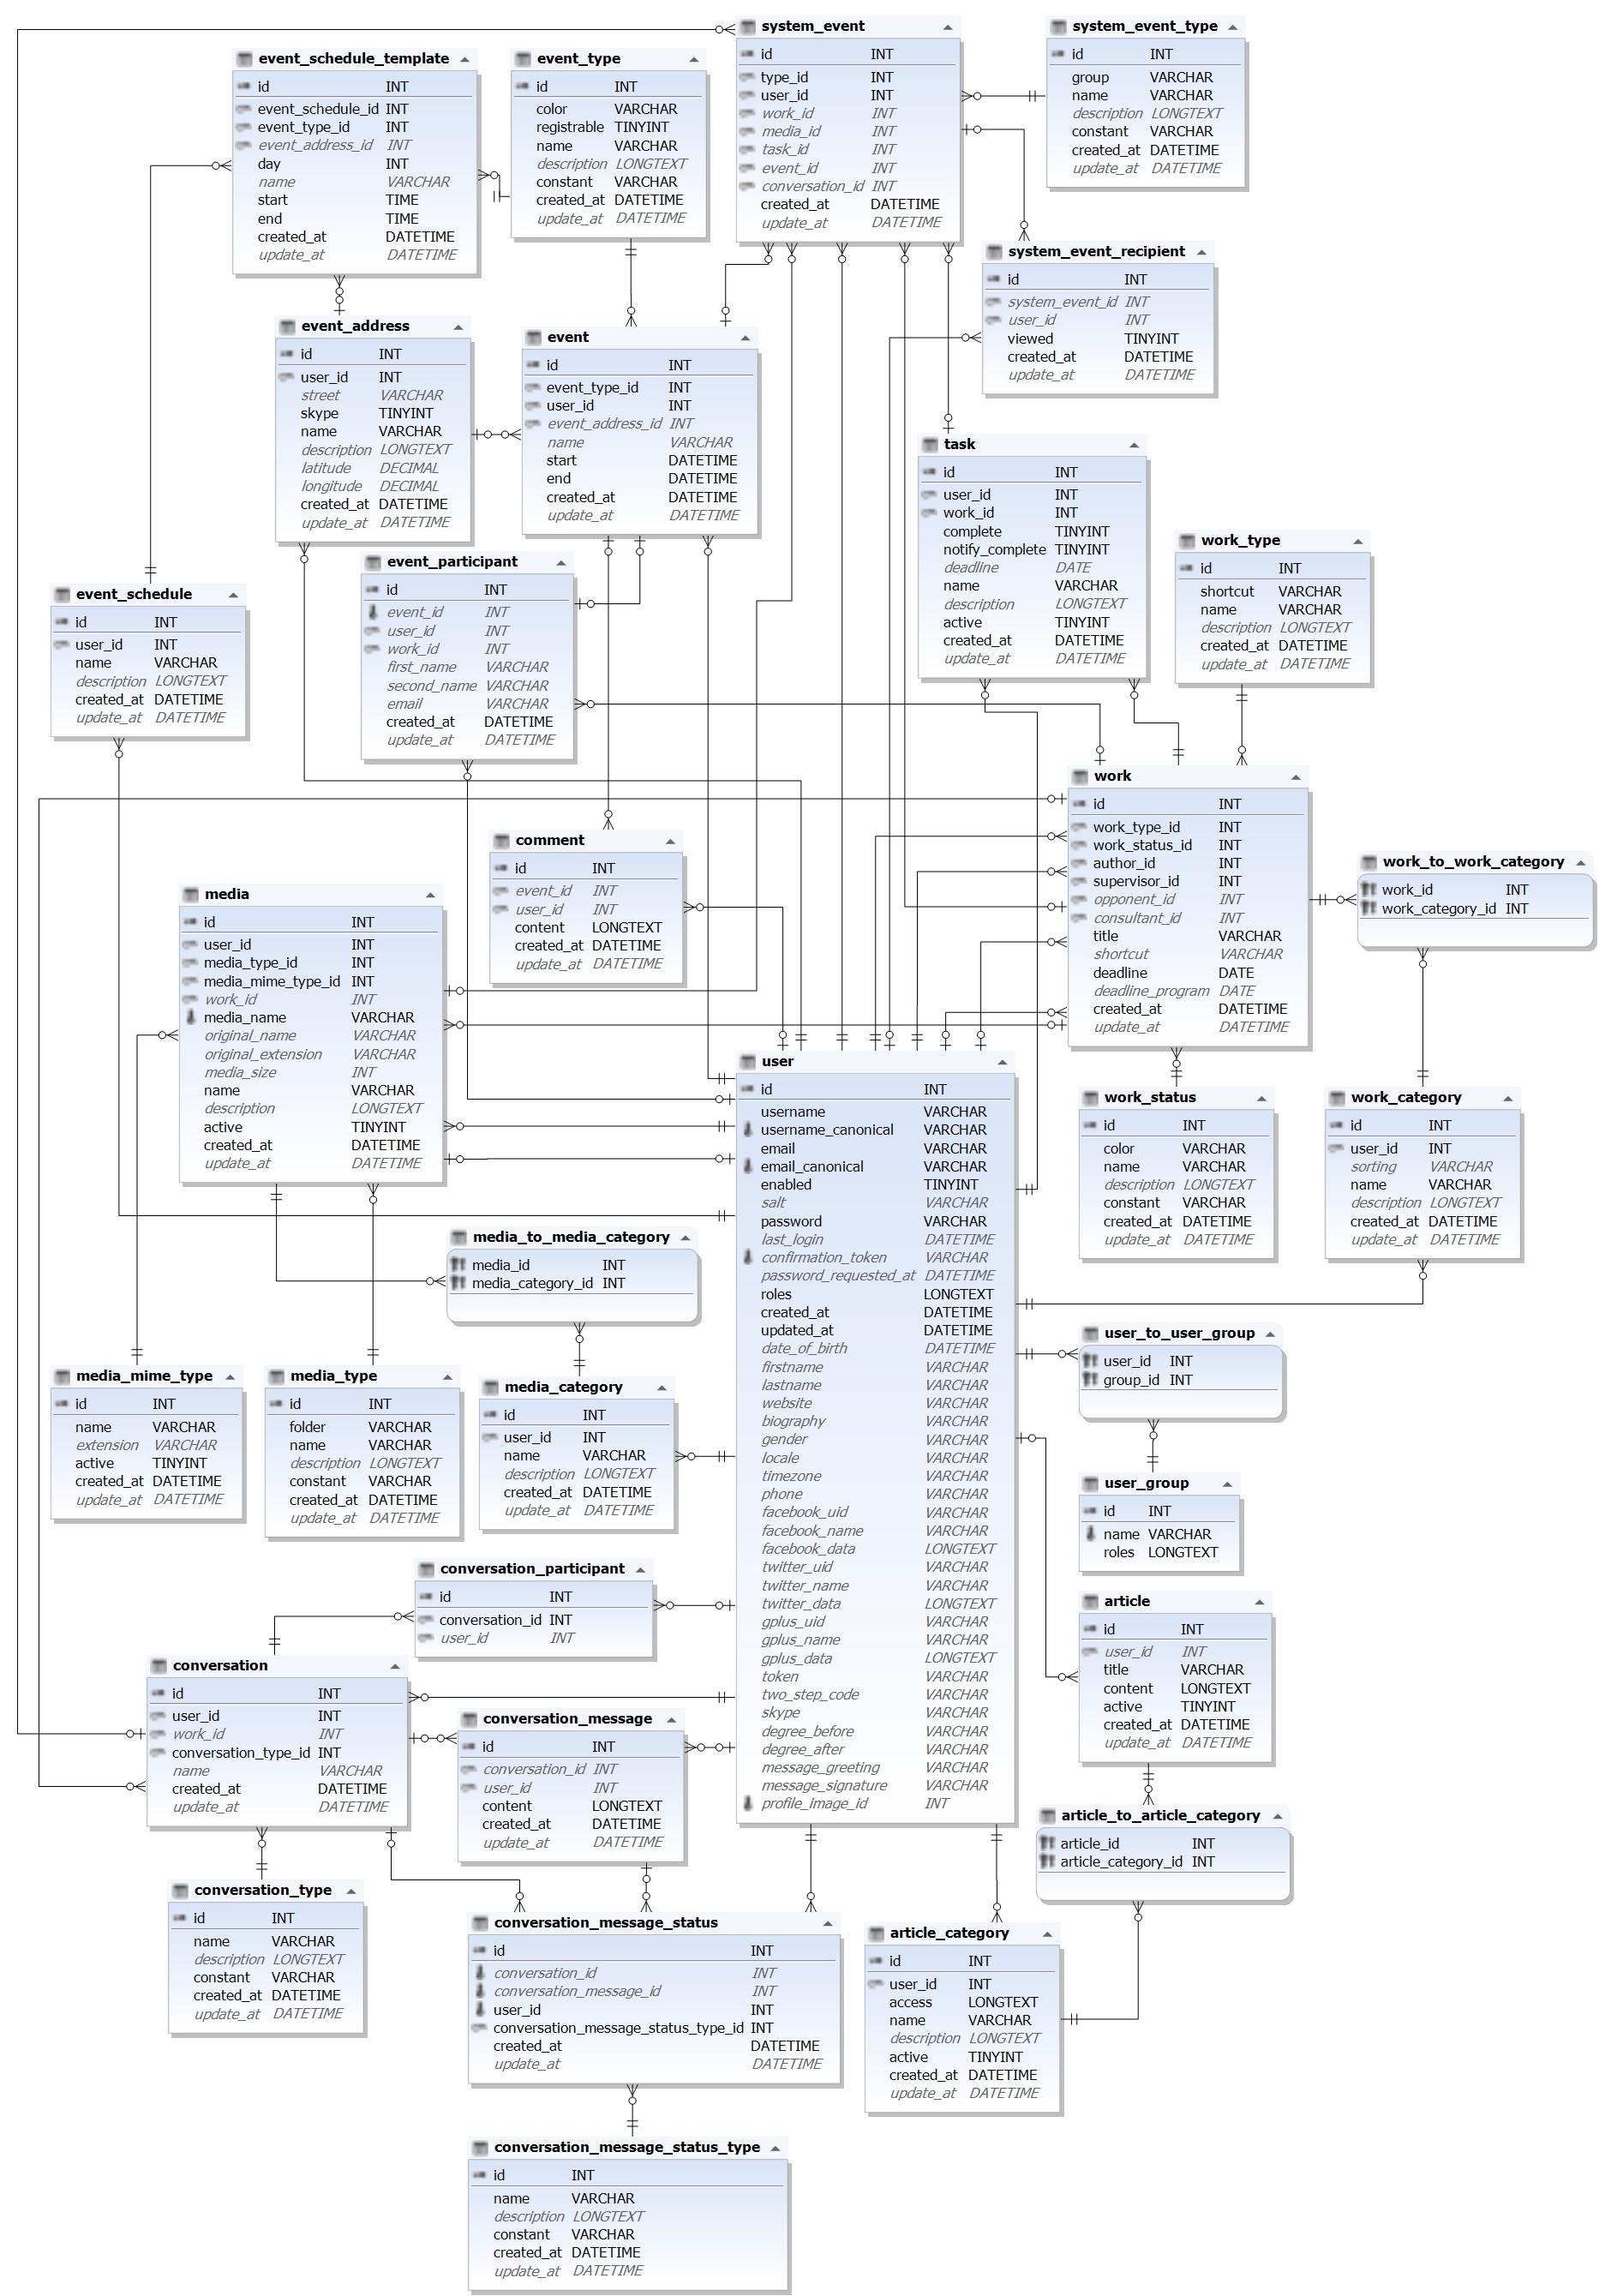 system_event
id INT
type_id INT
user_id INT
work_id INT
media_id INT
task_id INT
event_id INT
conversation_id INT
created_at DATETIME
update_at DATETIME
system_event_type
id INT
group VARCHAR
name VARCHAR
description LONGTEXT
constant VARCHAR
created_at DATETIME
update_at DATETIME
event_schedule_template
id INT
event_schedule_id INT
event_type_id INT
event_address_id INT
day INT
name VARCHAR
start TIME
end TIME
created_at DATETIME
update_at DATETIME
event_type
id INT
color VARCHAR
registrable TINYINT
name VARCHAR
description LONGTEXT
constant VARCHAR
created_at DATETIME
update_at DATETIME
system_event_recipient
id INT
system_event_id INT
user_id INT
viewed TINYINT
created_at DATETIME
update_at DATETIME
event_address
id INT
user_id INT
street VARCHAR
skype TINYINT
name VARCHAR
description LONGTEXT
latitude DECIMAL
longitude DECIMAL
created_at DATETIME
update_at DATETIME
event
id INT
event_type_id INT
user_id INT
event_address_id INT
name VARCHAR
start DATETIME
end DATETIME
created_at DATETIME
update_at DATETIME
task
id INT
user_id INT
work_id INT
complete TINYINT
notify_complete TINYINT
deadline DATE
name VARCHAR
description LONGTEXT
active TINYINT
created_at DATETIME
update_at DATETIME
work_type
id INT
shortcut VARCHAR
name VARCHAR
description LONGTEXT
created_at DATETIME
update_at DATETIME
event_participant
id INT
event_id INT
user_id INT
work_id INT
first_name VARCHAR
second_name VARCHAR
email VARCHAR
created_at DATETIME
update_at DATETIME
event_schedule
id INT
user_id INT
name VARCHAR
description LONGTEXT
created_at DATETIME
update_at DATETIME
work
id INT
work_type_id INT
work_status_id INT
author_id INT
supervisor_id INT
opponent_id INT
consultant_id INT
title VARCHAR
shortcut VARCHAR
deadline DATE
deadline_program DATE
created_at DATETIME
update_at DATETIME
comment
id INT
event_id INT
user_id INT
content LONGTEXT
created_at DATETIME
update_at DATETIME
work_to_work_category
work_id INT
work_category_id INT
media
id INT
user_id INT
media_type_id INT
media_mime_type_id INT
work_id INT
media_name VARCHAR
original_name VARCHAR
original_extension VARCHAR
media_size INT
name VARCHAR
description LONGTEXT
active TINYINT
created_at DATETIME
update_at DATETIME
user
id INT
username VARCHAR
username_canonical VARCHAR
email VARCHAR
email_canonical VARCHAR
enabled TINYINT
salt VARCHAR
password VARCHAR
last_login DATETIME
confirmation_token VARCHAR
password_requested_at DATETIME
roles LONGTEXT
created_at DATETIME
updated_at DATETIME
date_of_birth DATETIME
firstname VARCHAR
lastname VARCHAR
website VARCHAR
biography VARCHAR
gender VARCHAR
locale VARCHAR
timezone VARCHAR
phone VARCHAR
facebook_uid VARCHAR
facebook_name VARCHAR
facebook_data LONGTEXT
twitter_uid VARCHAR
twitter_name VARCHAR
twitter_data LONGTEXT
gplus_uid VARCHAR
gplus_name VARCHAR
gplus_data LONGTEXT
token VARCHAR
two_step_code VARCHAR
skype VARCHAR
degree_before VARCHAR
degree_after VARCHAR
message_greeting VARCHAR
message_signature VARCHAR
profile_image_id INT
work_status
id INT
color VARCHAR
name VARCHAR
description LONGTEXT
constant VARCHAR
created_at DATETIME
update_at DATETIME
work_category
id INT
user_id INT
sorting VARCHAR
name VARCHAR
description LONGTEXT
created_at DATETIME
update_at DATETIME
media_to_media_category
media_id INT
media_category_id INT
user_to_user_group
user_id INT
group_id INT
media_mime_type
id INT
name VARCHAR
extension VARCHAR
active TINYINT
created_at DATETIME
update_at DATETIME
media_type
id INT
folder VARCHAR
name VARCHAR
description LONGTEXT
constant VARCHAR
created_at DATETIME
update_at DATETIME
media_category
id INT
user_id INT
name VARCHAR
description LONGTEXT
created_at DATETIME
update_at DATETIME
user_group
id INT
name VARCHAR
roles LONGTEXT
conversation_participant
id INT
conversation_id INT
user_id INT
article
id INT
user_id INT
title VARCHAR
content LONGTEXT
active TINYINT
created_at DATETIME
update_at DATETIME
conversation
id INT
user_id INT
work_id INT
conversation_type_id INT
name VARCHAR
created_at DATETIME
update_at DATETIME
conversation_message
id INT
conversation_id INT
user_id INT
content LONGTEXT
created_at DATETIME
update_at DATETIME
article_to_article_category
article_id INT
article_category_id INT
conversation_type
id INT
name VARCHAR
description LONGTEXT
constant VARCHAR
created_at DATETIME
update_at DATETIME
conversation_message_status
id INT
conversation_id INT
conversation_message_id INT
user_id INT
conversation_message_status_type_id INT
created_at DATETIME
update_at DATETIME
article_category
id INT
user_id INT
access LONGTEXT
name VARCHAR
description LONGTEXT
active TINYINT
created_at DATETIME
update_at DATETIME
conversation_message_status_type
id INT
name VARCHAR
description LONGTEXT
constant VARCHAR
created_at DATETIME
update_at DATETIME